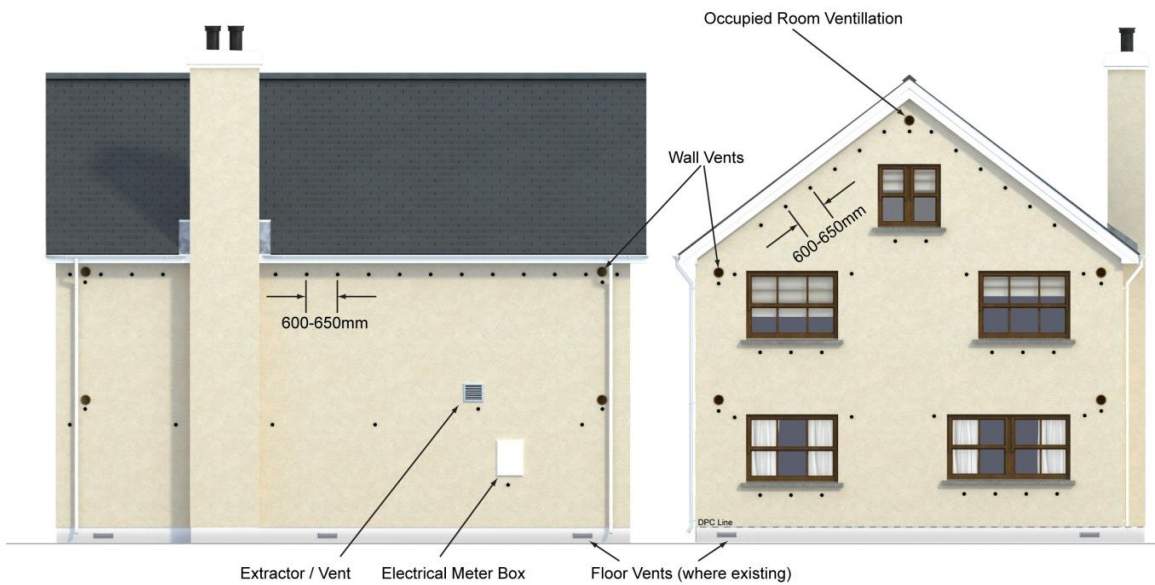 Occupied Room Ventillation
Wall Vents
600-650mm
600-650mm
DPC Line
Extractor / Vent
Electrical Meter Box
Floor Vents (where existing)